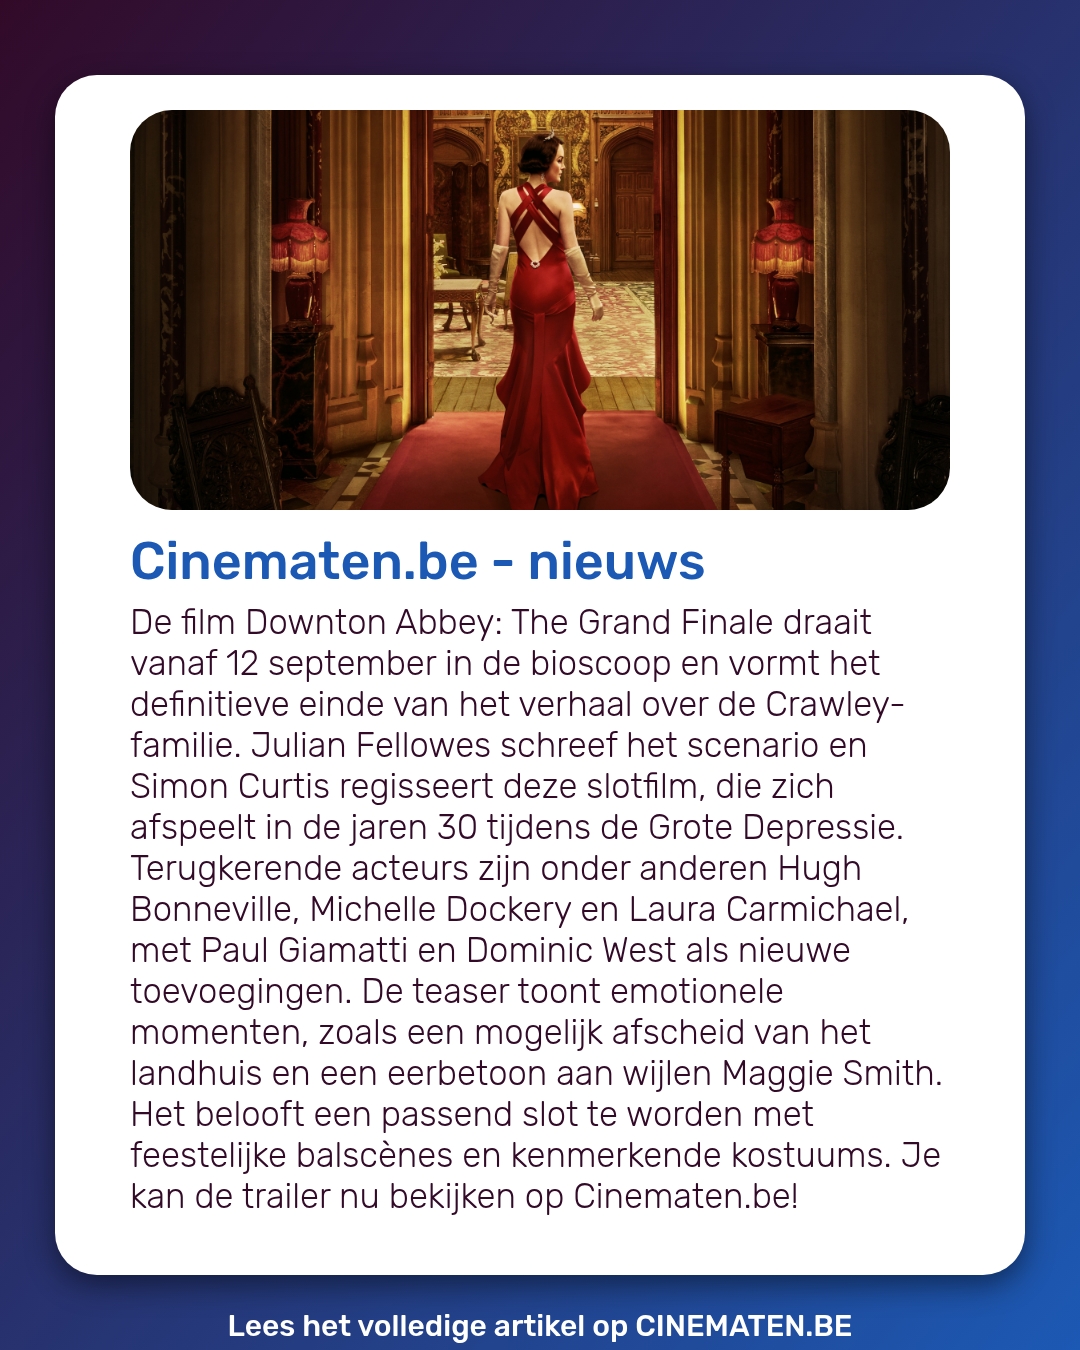 Cinematen.be - nieuws
De film Downton Abbey: The Grand Finale draait
vanaf 12 september in de bioscoop en vormt het
definitieve einde van het verhaal over de Crawley-
familie. Julian Fellowes schreef het scenario en
Simon Curtis regisseert deze slotfilm, die zich
afspeelt in de jaren 30 tijdens de Grote Depressie.
Terugkerende acteurs zijn onder anderen Hugh
Bonneville, Michelle Dockery en Laura Carmichael,
met Paul Giamatti en Dominic West als nieuwe
toevoegingen. De teaser toont emotionele
momenten, zoals een mogelijk afscheid van het
landhuis en een eerbetoon aan wijlen Maggie Smith.
Het belooft een passend slot te worden met
feestelijke balscènes en kenmerkende kostuums. Je
kan de trailer nu bekijken op Cinematen.be!
Lees het volledige artikel op CINEMATEN.BE